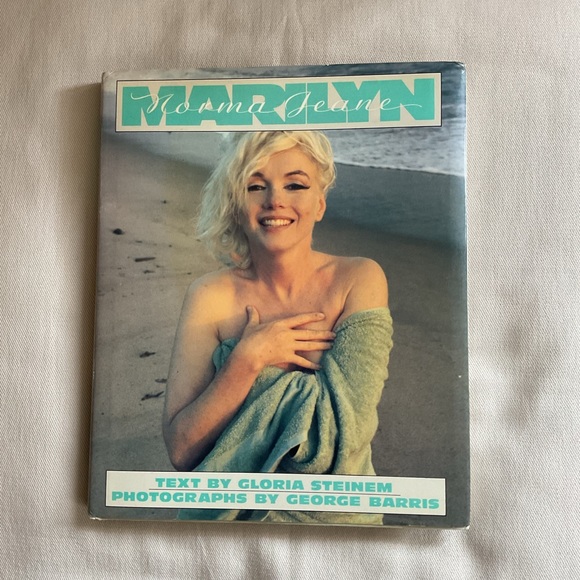 MARILYN
Norma Jeane
TEXT BY GLORIA STEINEM
PHOTOGRAPHS BY GEORGE BARRIS